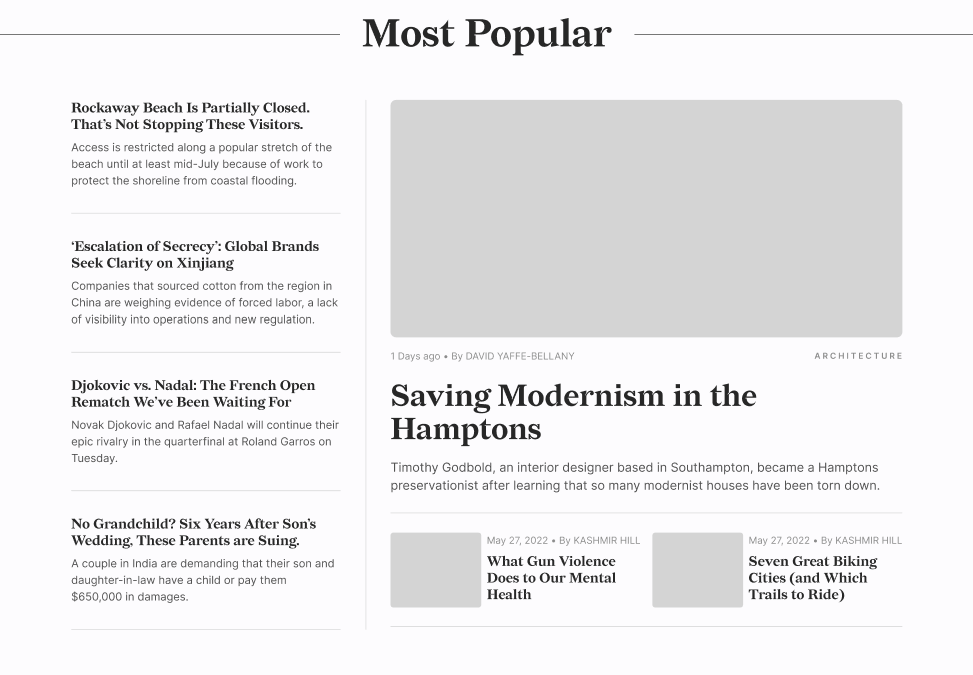 Most Popular
Rockaway Beach Is Partially Closed.
That’s Not Stopping These Visitors.
Access is restricted along a popular stretch of the
beach until at least mid-July because of work to
protect the shoreline from coastal flooding.
‘Escalation of Secrecy’: Global Brands
Seek Clarity on Xinjiang
Companies that sourced cotton from the region in
China are weighing evidence of forced labor, a lack
of visibility into operations and new regulation.
Djokovic vs. Nadal: The French Open
Rematch We’ve Been Waiting For
Novak Djokovic and Rafael Nadal will continue their
epic rivalry in the quarterfinal at Roland Garros on
Tuesday.
No Grandchild? Six Years After Son’s
Wedding, These Parents are Suing.
A couple in India are demanding that their son and
daughter-in-law have a child or pay them
$650,000 in damages.
1 Days ago • By DAVID YAFFE-BELLANY
ARCHITECTURE
Saving Modernism in the
Hamptons
Timothy Godbold, an interior designer based in Southampton, became a Hamptons
preservationist after learning that so many modernist houses have been torn down.
May 27, 2022 • By KASHMIR HILL
What Gun Violence
Does to Our Mental
Health
May 27, 2022 • By KASHMIR HILL
Seven Great Biking
Cities (and Which
Trails to Ride)